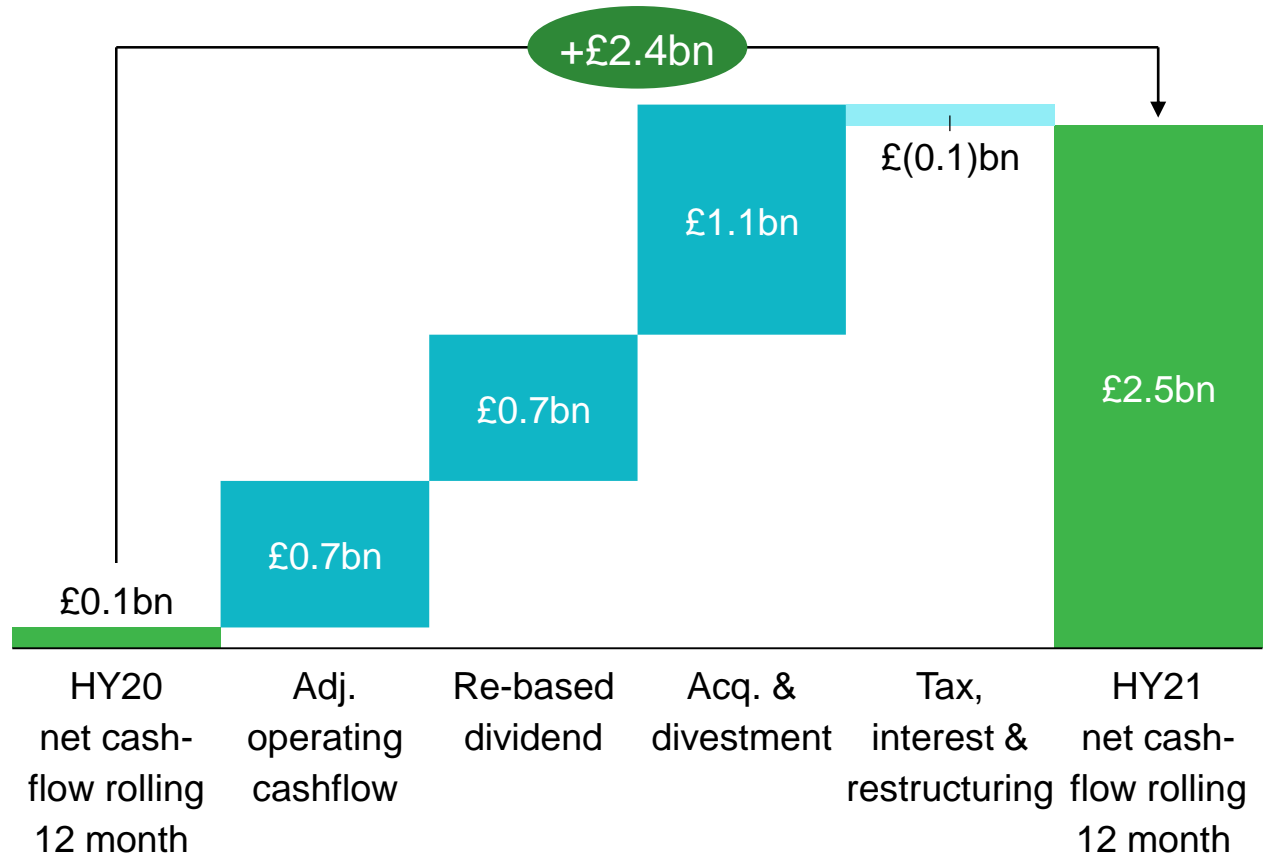 +£2.4bn
£(0.1)bn
£1.1bn
£2.5bn
£0.7bn
£0.7bn
£0.1bn
HY20
net cash-
flow rolling
12 month
Adj.
operating
cashflow
Re-based
dividend
Acq. &
divestment
Tax,
interest &
restructuring
HY21
net cash-
flow rolling
12 month